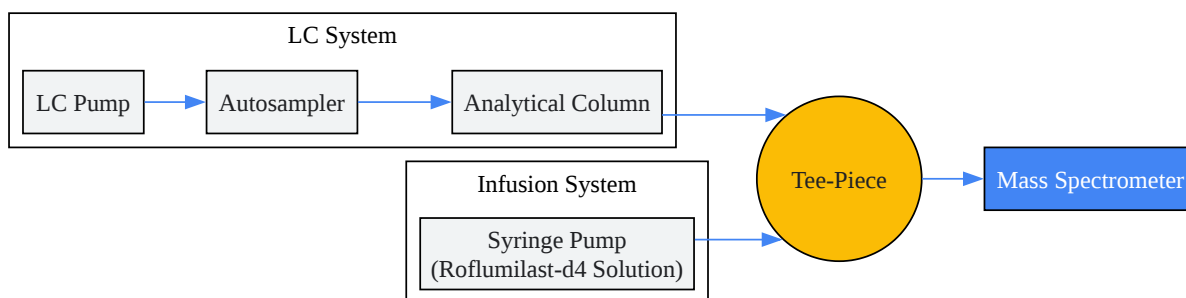 LC System
LC Pump
Autosampler
Analytical Column
Tee-Piece
Mass Spectrometer
Infusion System
Syringe Pump
(Roflumilast-d4 Solution)